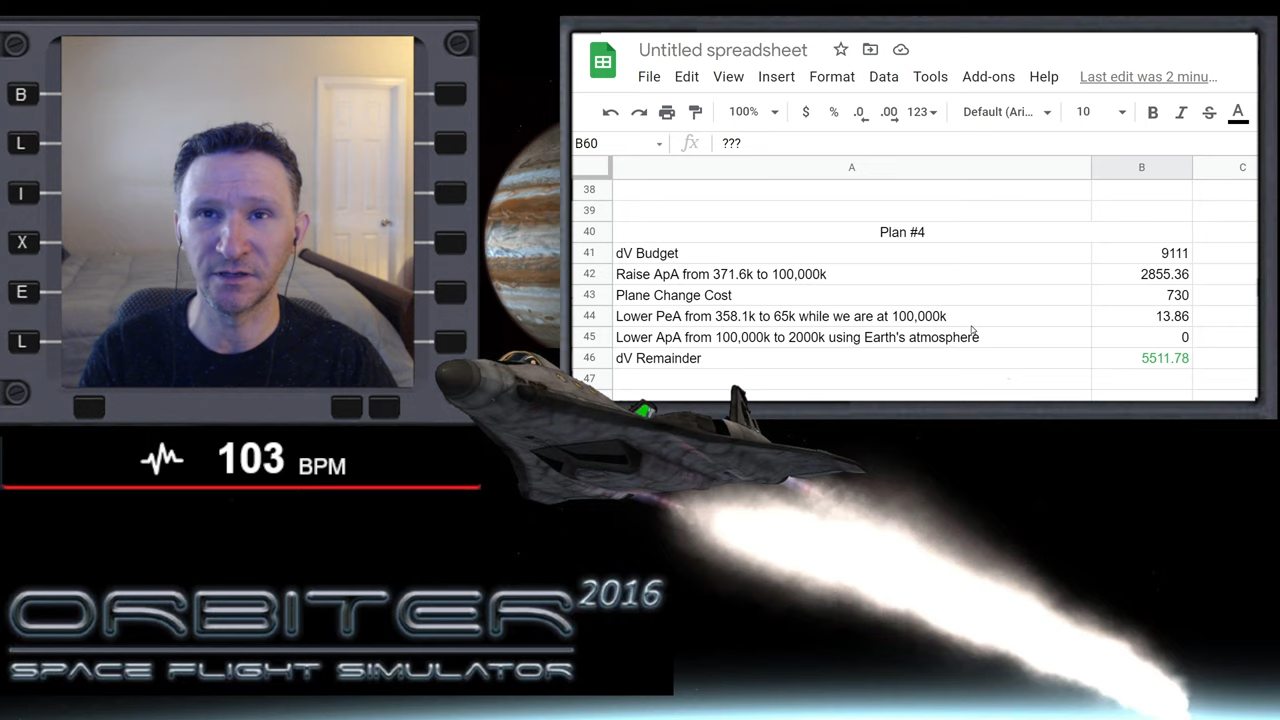 B
L
I
X
E
L
103 BPM
ORBITER 2016
SPACE FLIGHT SIMULATOR
Untitled spreadsheet
File Edit View Insert Format Data Tools Add-ons Help Last edit was 2 minu...
100% $ % .0 .00 123 Default (Ari... 10 B I S A
B60 fx ???
A B C
38
39
40 Plan #4
41 dV Budget 9111
42 Raise ApA from 371.6k to 100,000k 2855.36
43 Plane Change Cost 730
44 Lower PeA from 358.1k to 65k while we are at 100,000k 13.86
45 Lower ApA from 100,000k to 2000k using Earth's atmosphere 0
46 dV Remainder 5511.78
47